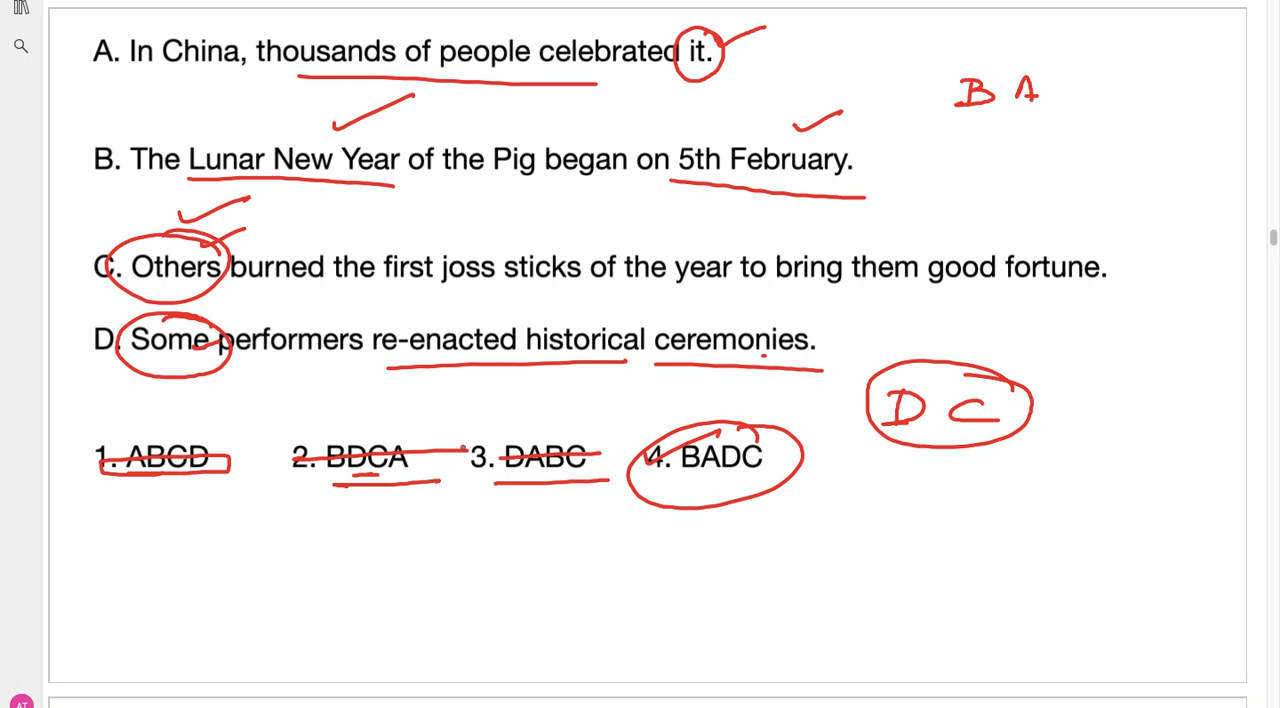 A. In China, thousands of people celebrated it.
B A
B. The Lunar New Year of the Pig began on 5th February.
C. Others burned the first joss sticks of the year to bring them good fortune.
D. Some performers re-enacted historical ceremonies.
D C
1. ABCD 2. BDCA 3. DABC 4. BADC
AT